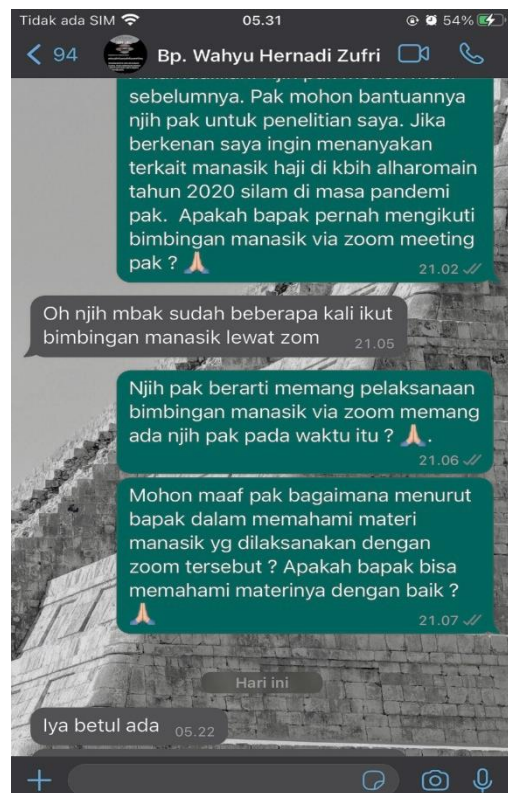 Tidak ada SIM 05.31 54%
94 Bp. Wahyu Hernadi Zufri
sebelumnya. Pak mohon bantuannya
njih pak untuk penelitian saya. Jika
berkenan saya ingin menanyakan
terkait manasik haji di kbih alharomain
tahun 2020 silam di masa pandemi
pak. Apakah bapak pernah mengikuti
bimbingan manasik via zoom meeting
pak ? 🙏🏻
21.02
Oh njih mbak sudah beberapa kali ikut
bimbingan manasik lewat zom 21.05
Njih pak berarti memang pelaksanaan
bimbingan manasik via zoom memang
ada njih pak pada waktu itu ? 🙏🏻.
21.06
Mohon maaf pak bagaimana menurut
bapak dalam memahami materi
manasik yg dilaksanakan dengan
zoom tersebut ? Apakah bapak bisa
memahami materinya dengan baik ?
🙏🏻
21.07
Hari ini
Iya betul ada 05.22